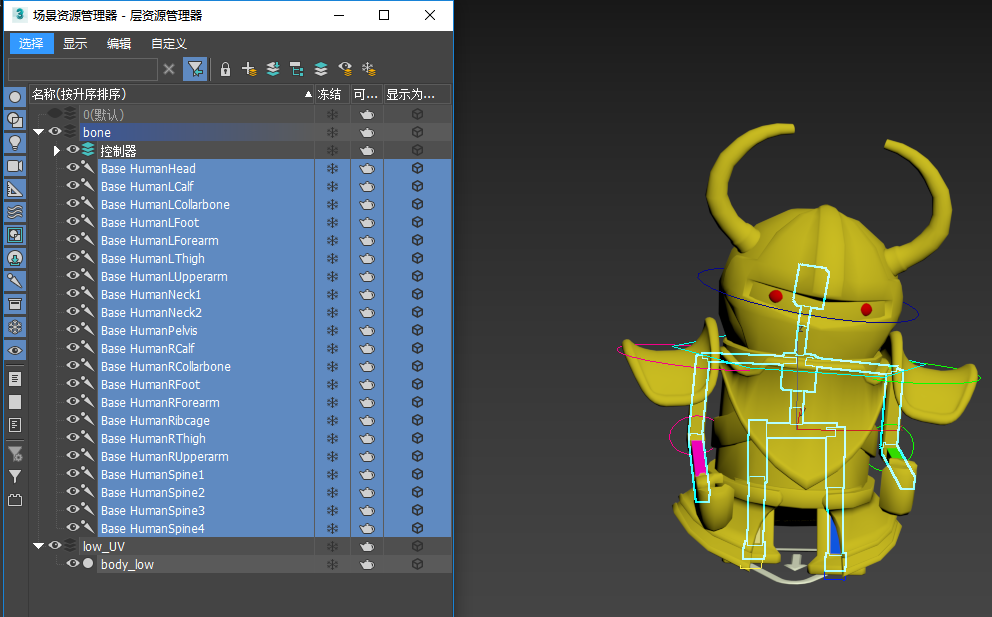 场景资源管理器 - 层资源管理器
选择 显示 编辑 自定义
名称(按升序排序) ▲ 冻结 可... 显示为...
0(默认)
bone
控制器
Base HumanHead
Base HumanLCalf
Base HumanLCollarbone
Base HumanLFoot
Base HumanLForearm
Base HumanLThigh
Base HumanLUpperarm
Base HumanNeck1
Base HumanNeck2
Base HumanPelvis
Base HumanRCalf
Base HumanRCollarbone
Base HumanRFoot
Base HumanRForearm
Base HumanRibcage
Base HumanRThigh
Base HumanRUpperarm
Base HumanSpine1
Base HumanSpine2
Base HumanSpine3
Base HumanSpine4
low_UV
body_low